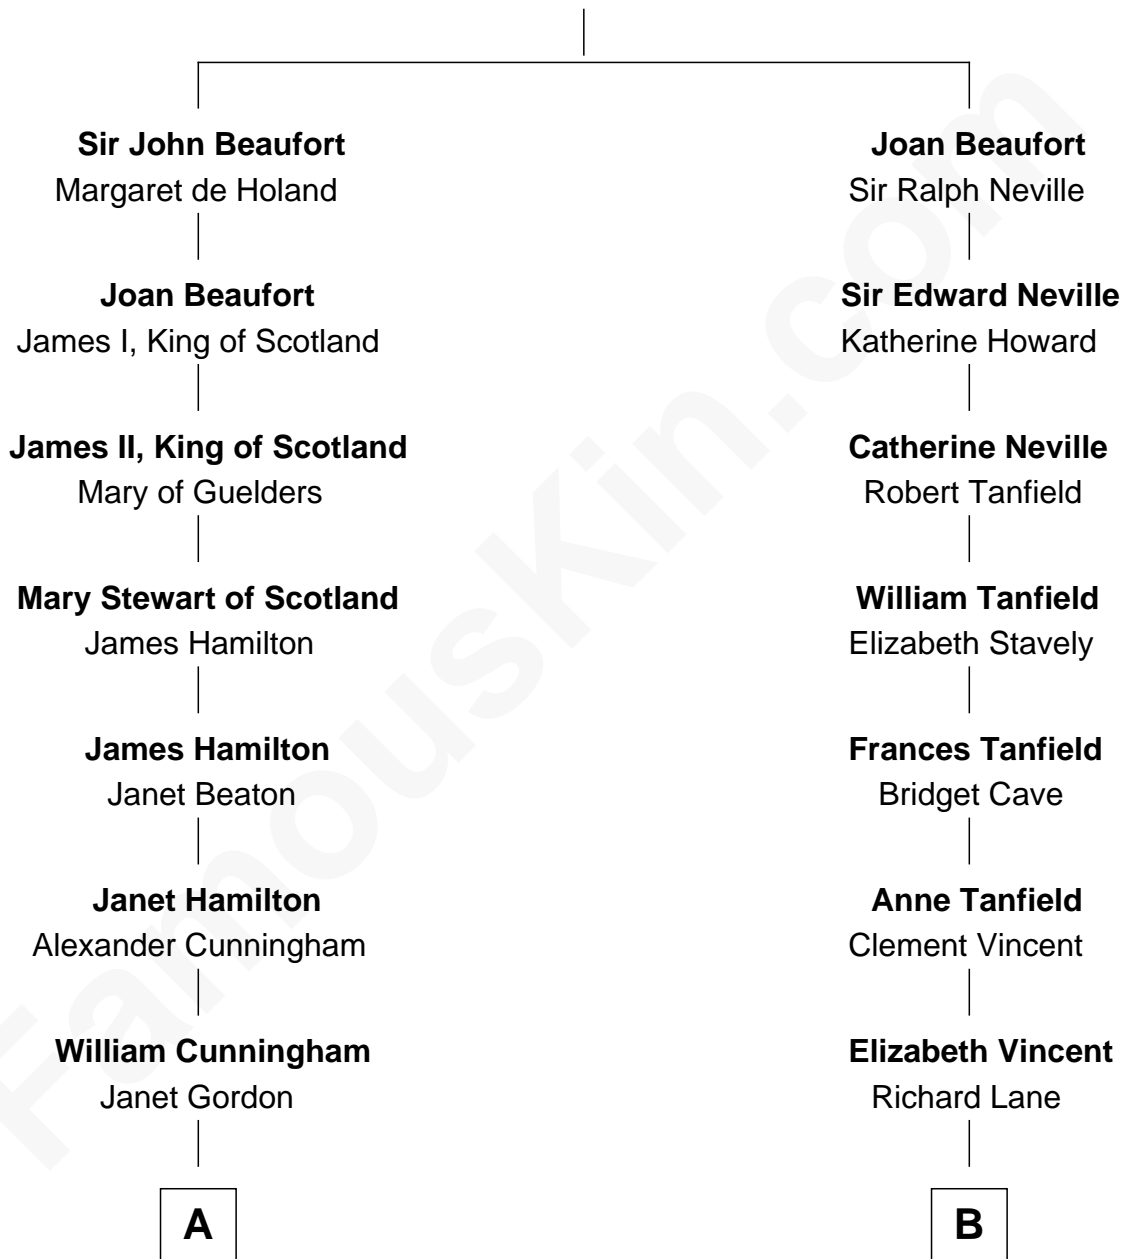 Sir John Beaufort
Margaret de Holand
Joan Beaufort
James I, King of Scotland
James II, King of Scotland
Mary of Guelders
Mary Stewart of Scotland
James Hamilton
James Hamilton
Janet Beaton
Janet Hamilton
Alexander Cunningham
William Cunningham
Janet Gordon
A
Joan Beaufort
Sir Ralph Neville
Sir Edward Neville
Katherine Howard
Catherine Neville
Robert Tanfield
William Tanfield
Elizabeth Stavely
Frances Tanfield
Bridget Cave
Anne Tanfield
Clement Vincent
Elizabeth Vincent
Richard Lane
B
FamousKin.com